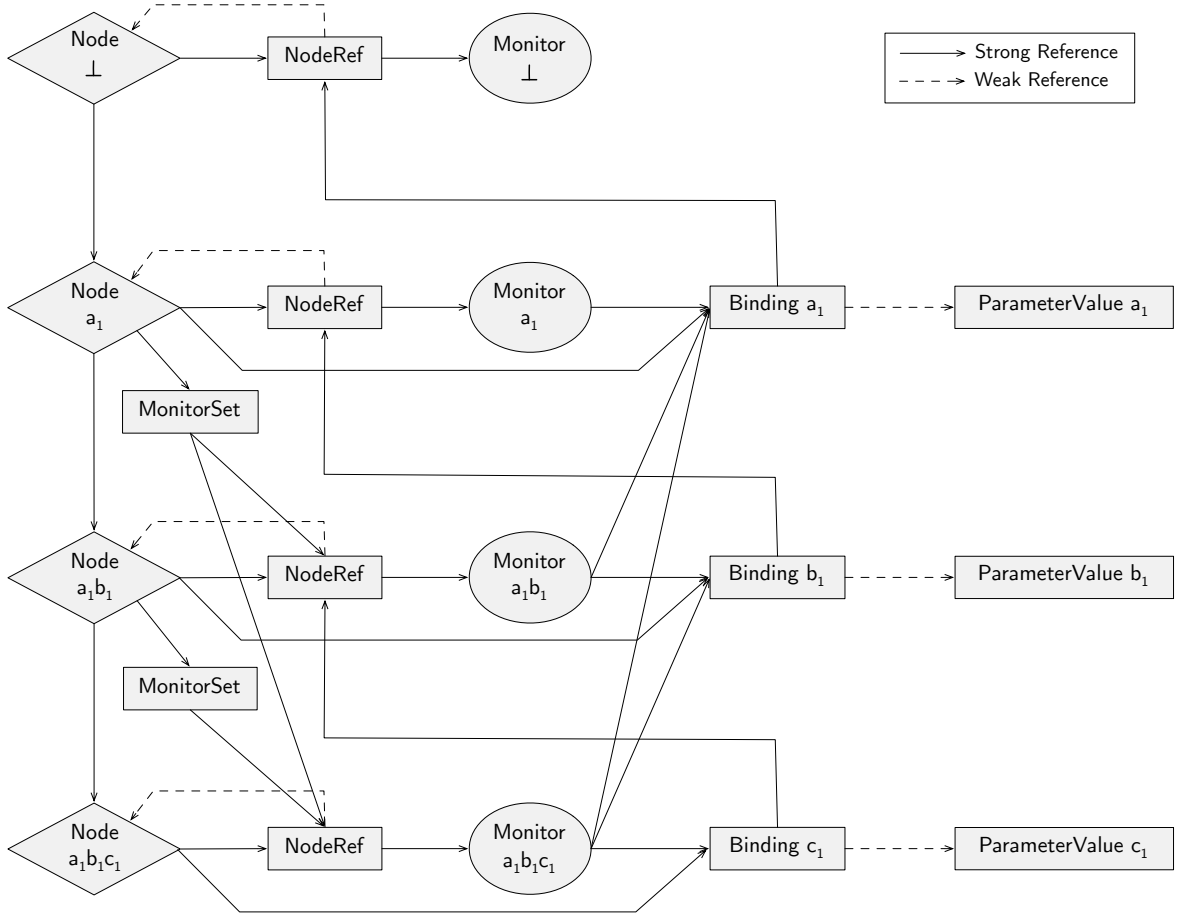 Node
⊥
NodeRef
Monitor
⊥
Strong Reference
Weak Reference
Node
a₁
NodeRef
Monitor
a₁
Binding a₁
ParameterValue a₁
MonitorSet
Node
a₁b₁
NodeRef
Monitor
a₁b₁
Binding b₁
ParameterValue b₁
MonitorSet
Node
a₁b₁c₁
NodeRef
Monitor
a₁b₁c₁
Binding c₁
ParameterValue c₁